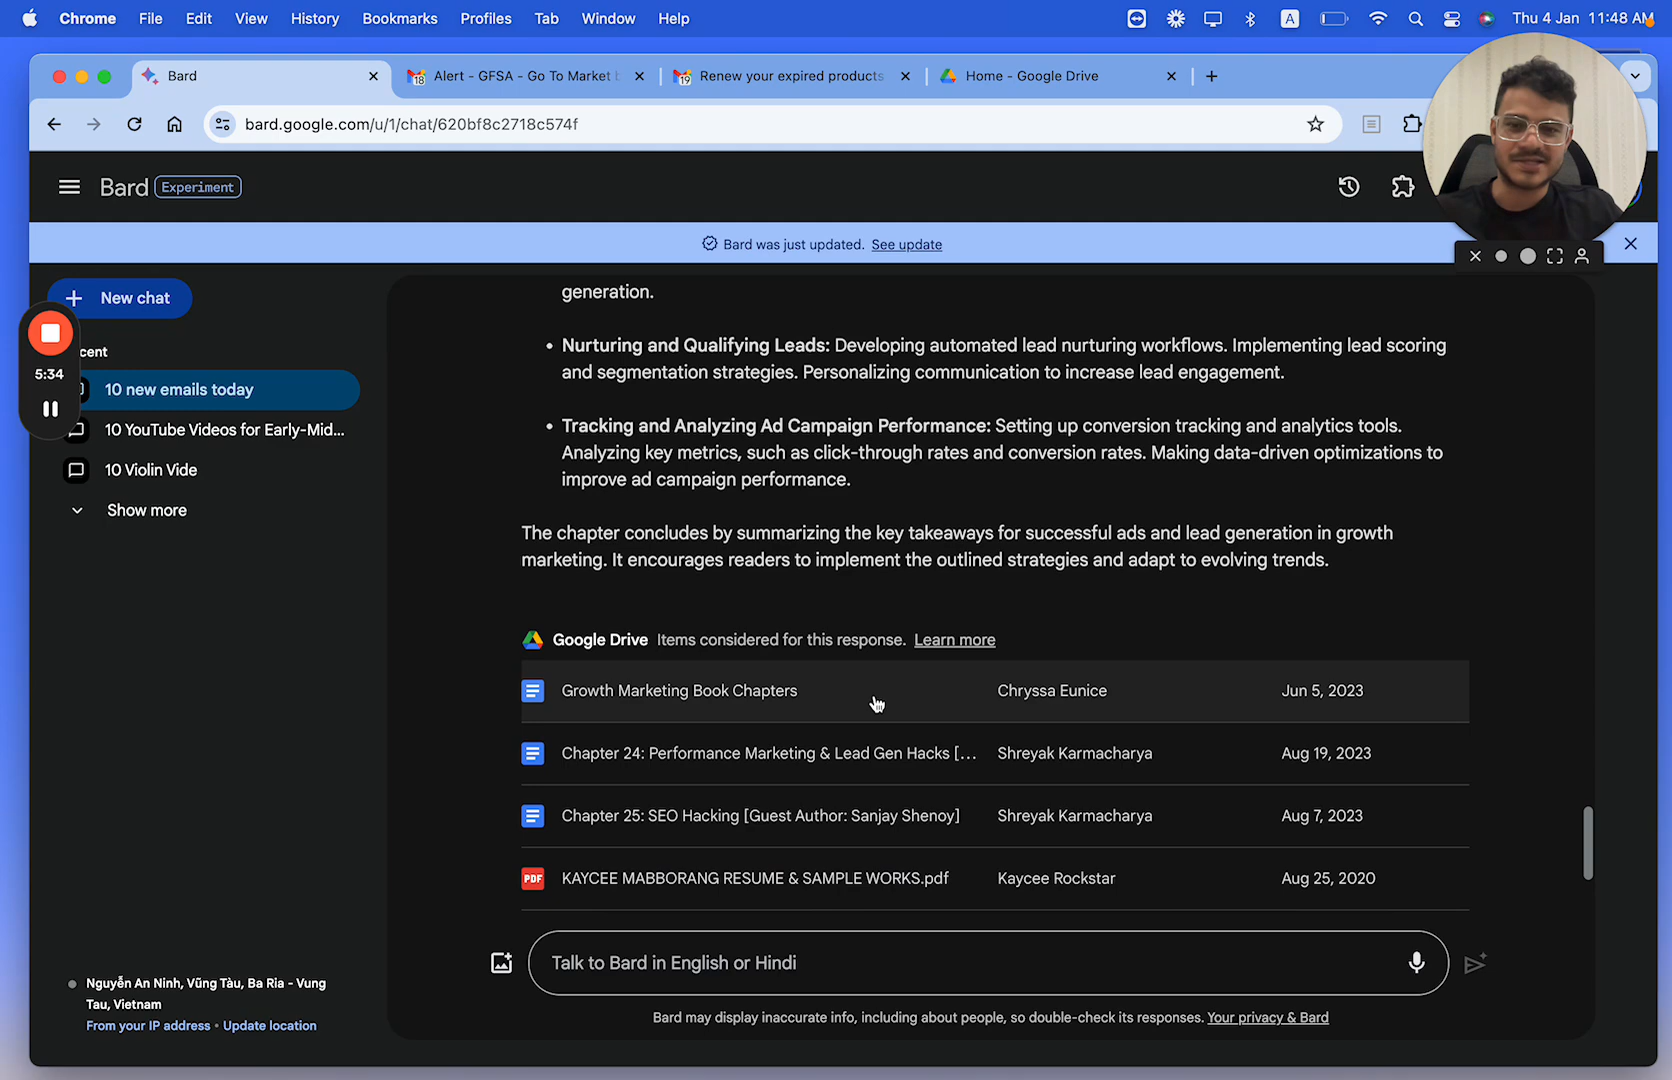 Chrome File Edit View History Bookmarks Profiles Tab Window Help
A
Thu 4 Jan 11:48 AM
Bard
18 Alert - GFSA - Go To Market
19 Renew your expired products
Home - Google Drive
bard.google.com/u/1/chat/620bf8c2718c574f
Bard Experiment
Bard was just updated. See update
New chat
cent
5:34
10 new emails today
10 YouTube Videos for Early-Mid...
10 Violin Vide
Show more
generation.
• Nurturing and Qualifying Leads: Developing automated lead nurturing workflows. Implementing lead scoring
and segmentation strategies. Personalizing communication to increase lead engagement.
• Tracking and Analyzing Ad Campaign Performance: Setting up conversion tracking and analytics tools.
Analyzing key metrics, such as click-through rates and conversion rates. Making data-driven optimizations to
improve ad campaign performance.
The chapter concludes by summarizing the key takeaways for successful ads and lead generation in growth
marketing. It encourages readers to implement the outlined strategies and adapt to evolving trends.
Google Drive Items considered for this response. Learn more
Growth Marketing Book Chapters Chryssa Eunice Jun 5, 2023
Chapter 24: Performance Marketing & Lead Gen Hacks [... Shreyak Karmacharya Aug 19, 2023
Chapter 25: SEO Hacking [Guest Author: Sanjay Shenoy] Shreyak Karmacharya Aug 7, 2023
PDF KAYCEE MABBORANG RESUME & SAMPLE WORKS.pdf Kaycee Rockstar Aug 25, 2020
Talk to Bard in English or Hindi
Bard may display inaccurate info, including about people, so double-check its responses. Your privacy & Bard
Nguyễn An Ninh, Vũng Tàu, Ba Ria - Vung
Tau, Vietnam
From your IP address • Update location